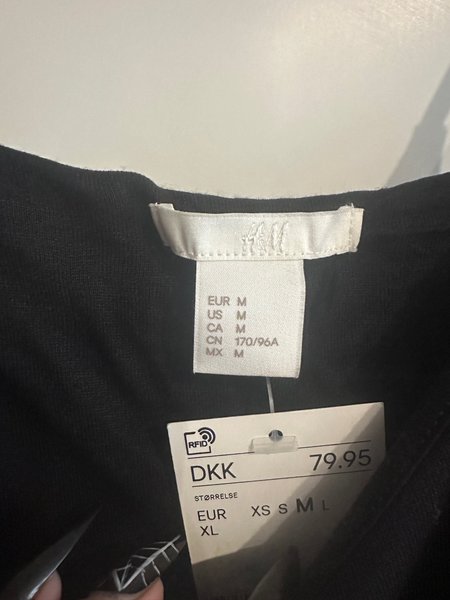 H&M
EUR M
US M
CA M
CN 170/96A
MX M
RFID
DKK 79.95
STØRRELSE
EUR XS S M L
XL